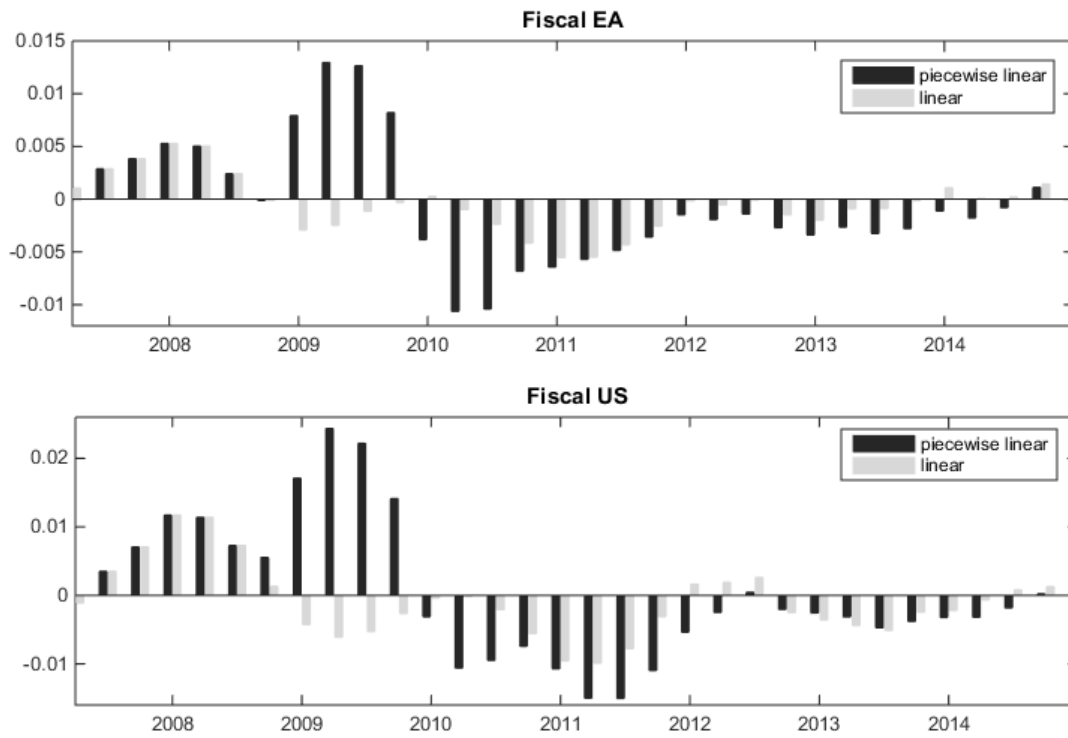 Fiscal EA
0.015
0.01
0.005
0
-0.005
-0.01
piecewise linear
linear
2008 2009 2010 2011 2012 2013 2014
Fiscal US
0.02
0.01
0
-0.01
piecewise linear
linear
2008 2009 2010 2011 2012 2013 2014